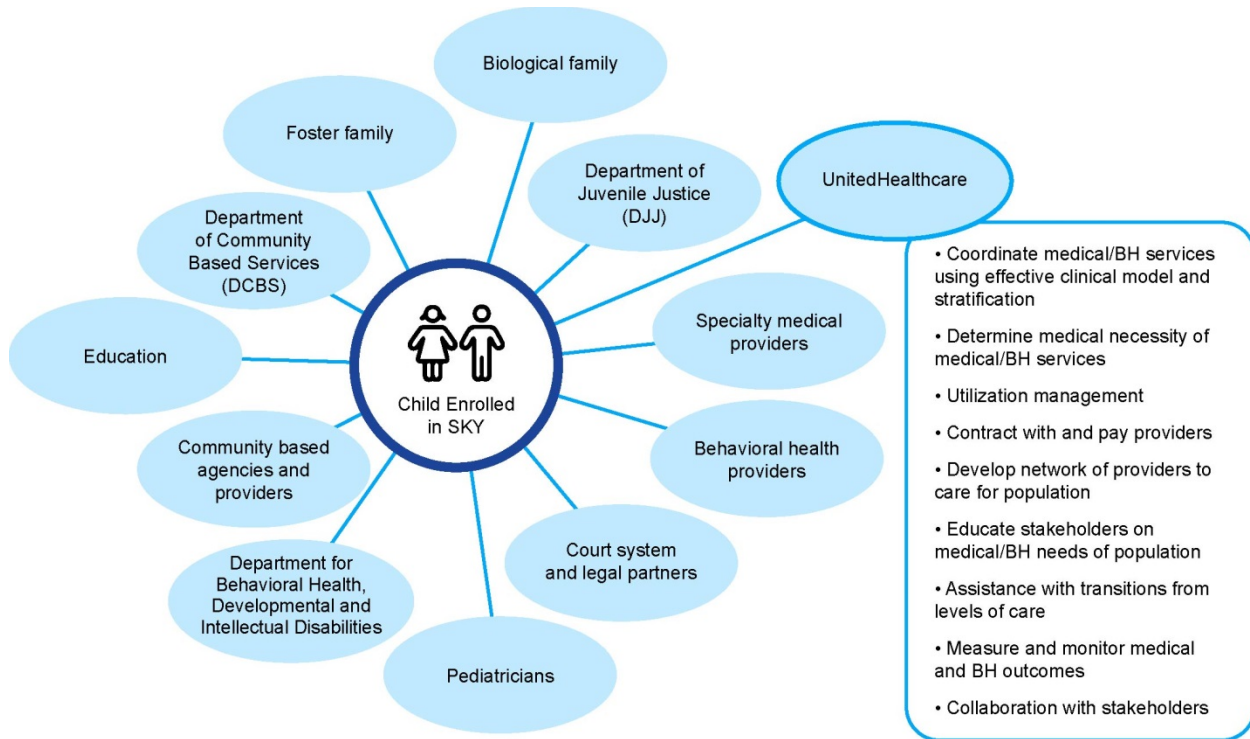 Biological family
Foster family
Department of
Juvenile Justice
(DJJ)
UnitedHealthcare
Department
of Community
Based Services
(DCBS)
Education
Child Enrolled
in SKY
Specialty medical
providers
Community based
agencies and
providers
Behavioral health
providers
Department for
Behavioral Health,
Developmental and
Intellectual Disabilities
Court system
and legal partners
Pediatricians
• Coordinate medical/BH services
using effective clinical model and
stratification
• Determine medical necessity of
medical/BH services
• Utilization management
• Contract with and pay providers
• Develop network of providers to
care for population
• Educate stakeholders on
medical/BH needs of population
• Assistance with transitions from
levels of care
• Measure and monitor medical
and BH outcomes
• Collaboration with stakeholders